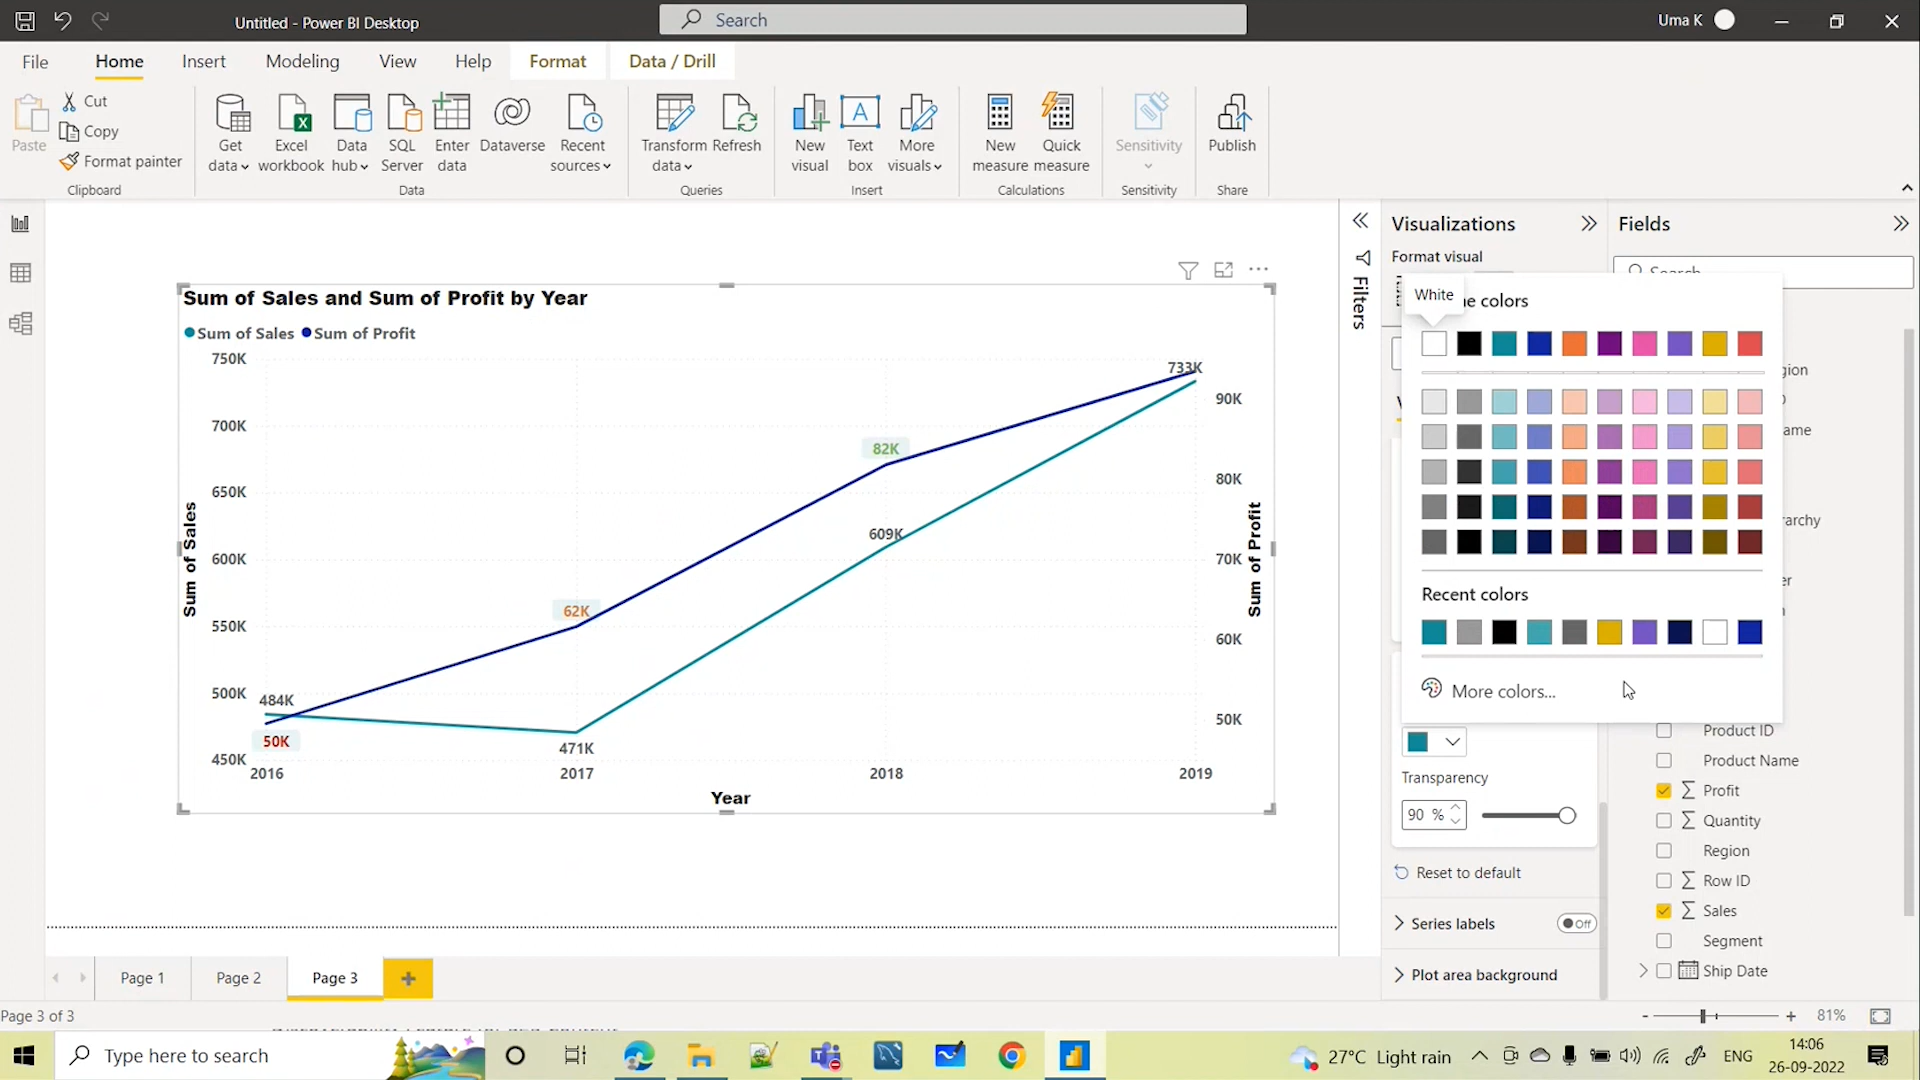 Untitled - Power BI Desktop
Search
Uma K
File
Home
Insert
Modeling
View
Help
Format
Data / Drill
Paste
Cut
Copy
Format painter
Clipboard
Get data
Excel workbook
Data hub
SQL Server
Enter data
Dataverse
Recent sources
Data
Transform data
Refresh
Queries
New visual
Text box
More visuals
Insert
New measure
Quick measure
Calculations
Sensitivity
Sensitivity
Publish
Share
Sum of Sales and Sum of Profit by Year
Sum of Sales
Sum of Profit
750K
700K
650K
600K
550K
500K
450K
Sum of Sales
484K
50K
62K
471K
82K
609K
733K
90K
80K
70K
60K
50K
Sum of Profit
2016
2017
2018
2019
Year
Filters
Visualizations
Format visual
White
e colors
Recent colors
More colors...
Transparency
90 %
Reset to default
Series labels
Off
Plot area background
Fields
Search
gion
ame
archy
er
Product ID
Product Name
Profit
Quantity
Region
Row ID
Sales
Segment
Ship Date
Page 1
Page 2
Page 3
Page 3 of 3
81%
Type here to search
27°C Light rain
ENG
14:06
26-09-2022